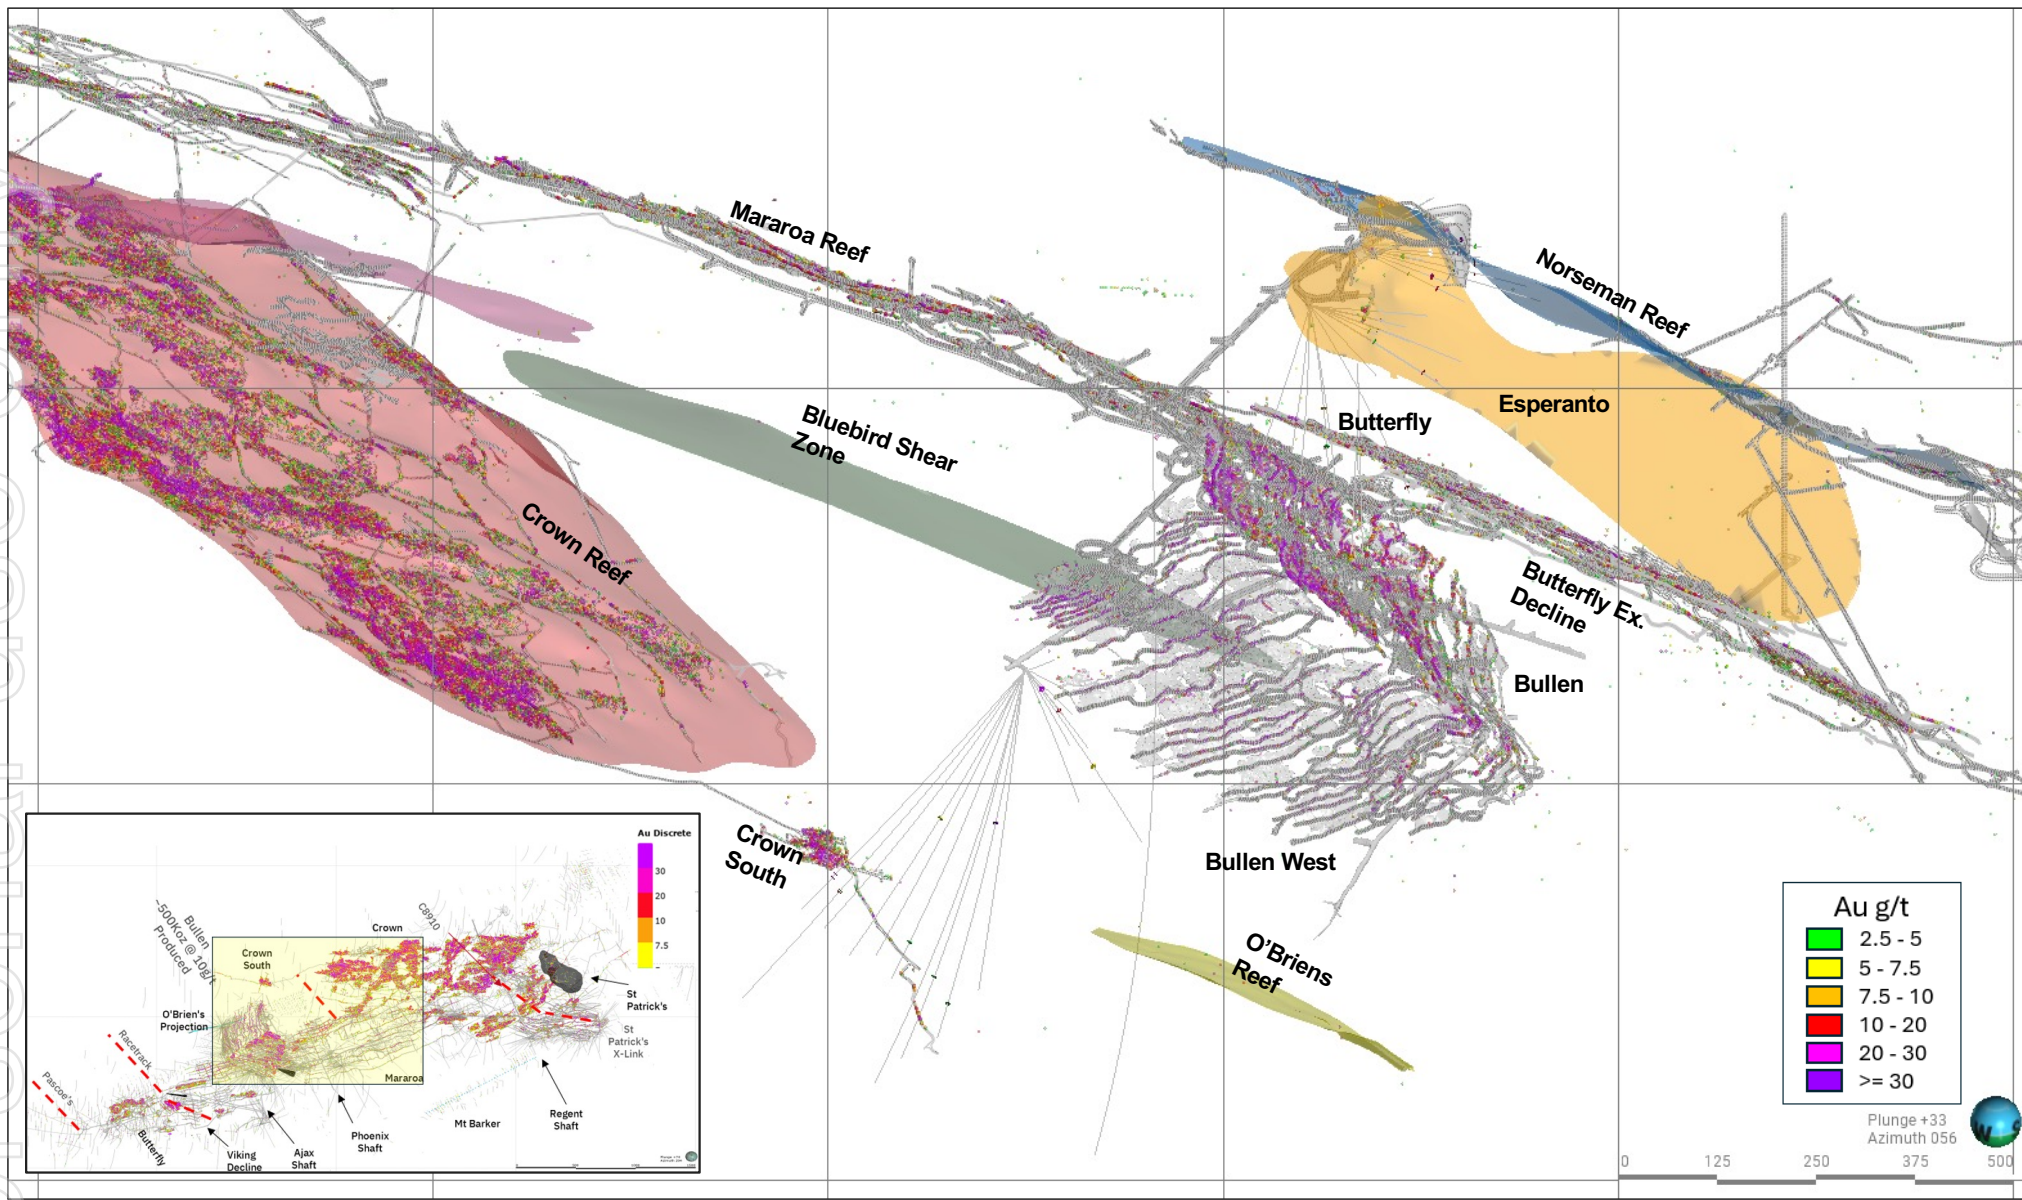 Mararoa Reef
Norseman Reef
Esperanto
Butterfly
Bluebird Shear
Zone
Crown Reef
Butterfly Ex.
Decline
Bullen
Crown
South
Bullen West
O'Briens
Reef
Au g/t
2.5 - 5
5 - 7.5
7.5 - 10
10 - 20
20 - 30
>= 30
Plunge +33
Azimuth 056
W S
0 125 250 375 500
Au Discrete
30
20
10
7.5
Bullen
~500Koz @ 10g/t
Produced
C8910
Crown
Crown
South
O'Brien's
Projection
St
Patrick's
St
Patrick's
X-Link
Racetrack
Pascoe's
Mararoa
Butterfly
Viking
Decline
Ajax
Shaft
Phoenix
Shaft
Mt Barker
Regent
Shaft